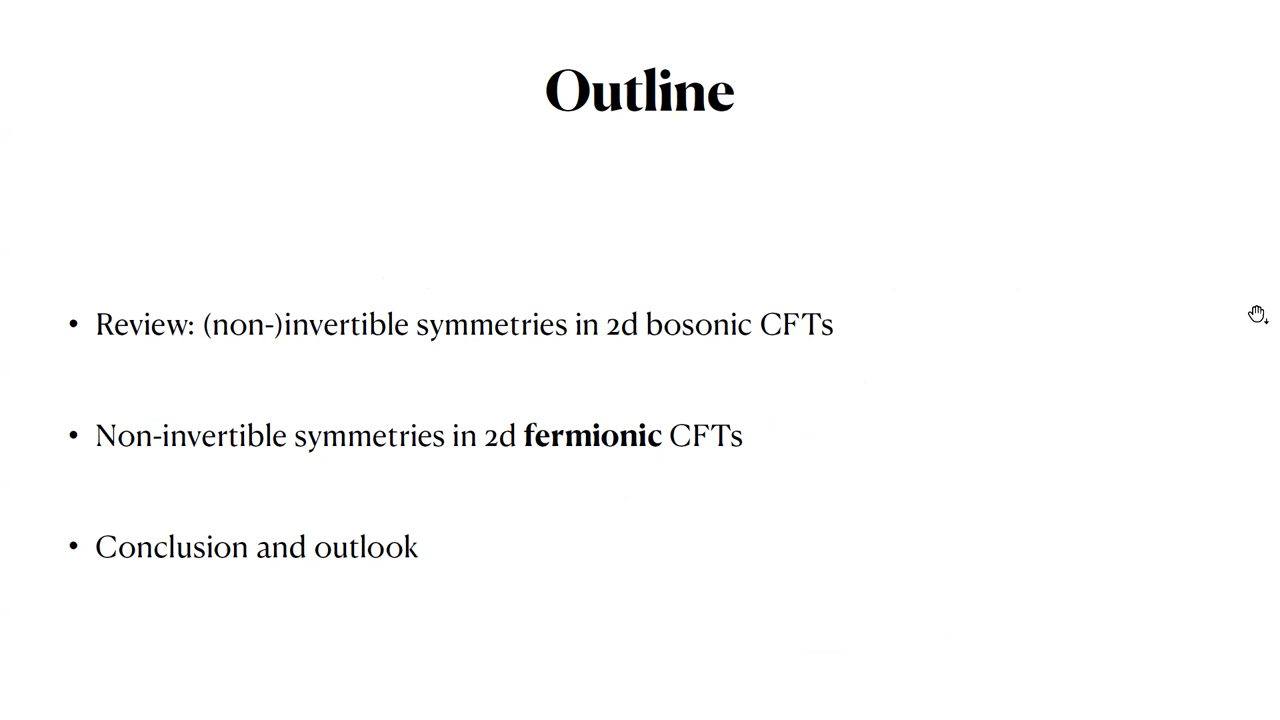 Outline
• Review: (non-)invertible symmetries in 2d bosonic CFTs
• Non-invertible symmetries in 2d fermionic CFTs
• Conclusion and outlook